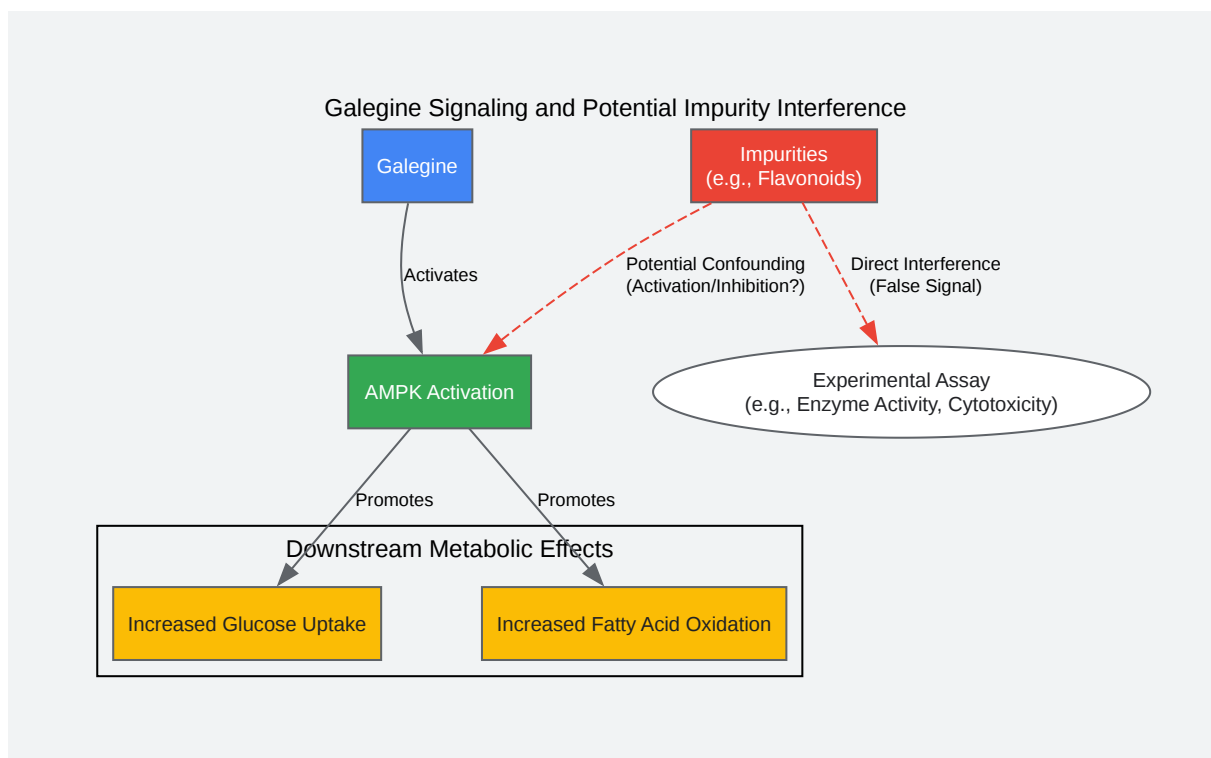 Galegine Signaling and Potential Impurity Interference
Galegine
Impurities
(e.g., Flavonoids)
Activates
Potential Confounding
(Activation/Inhibition?)
Direct Interference
(False Signal)
AMPK Activation
Experimental Assay
(e.g., Enzyme Activity, Cytotoxicity)
Promotes
Promotes
Downstream Metabolic Effects
Increased Glucose Uptake
Increased Fatty Acid Oxidation